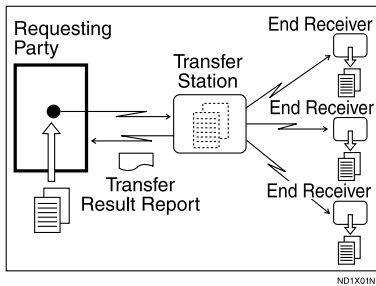 Requesting
Party
Transfer
Station
End Receiver
End Receiver
End Receiver
Transfer
Result Report
ND1X01N